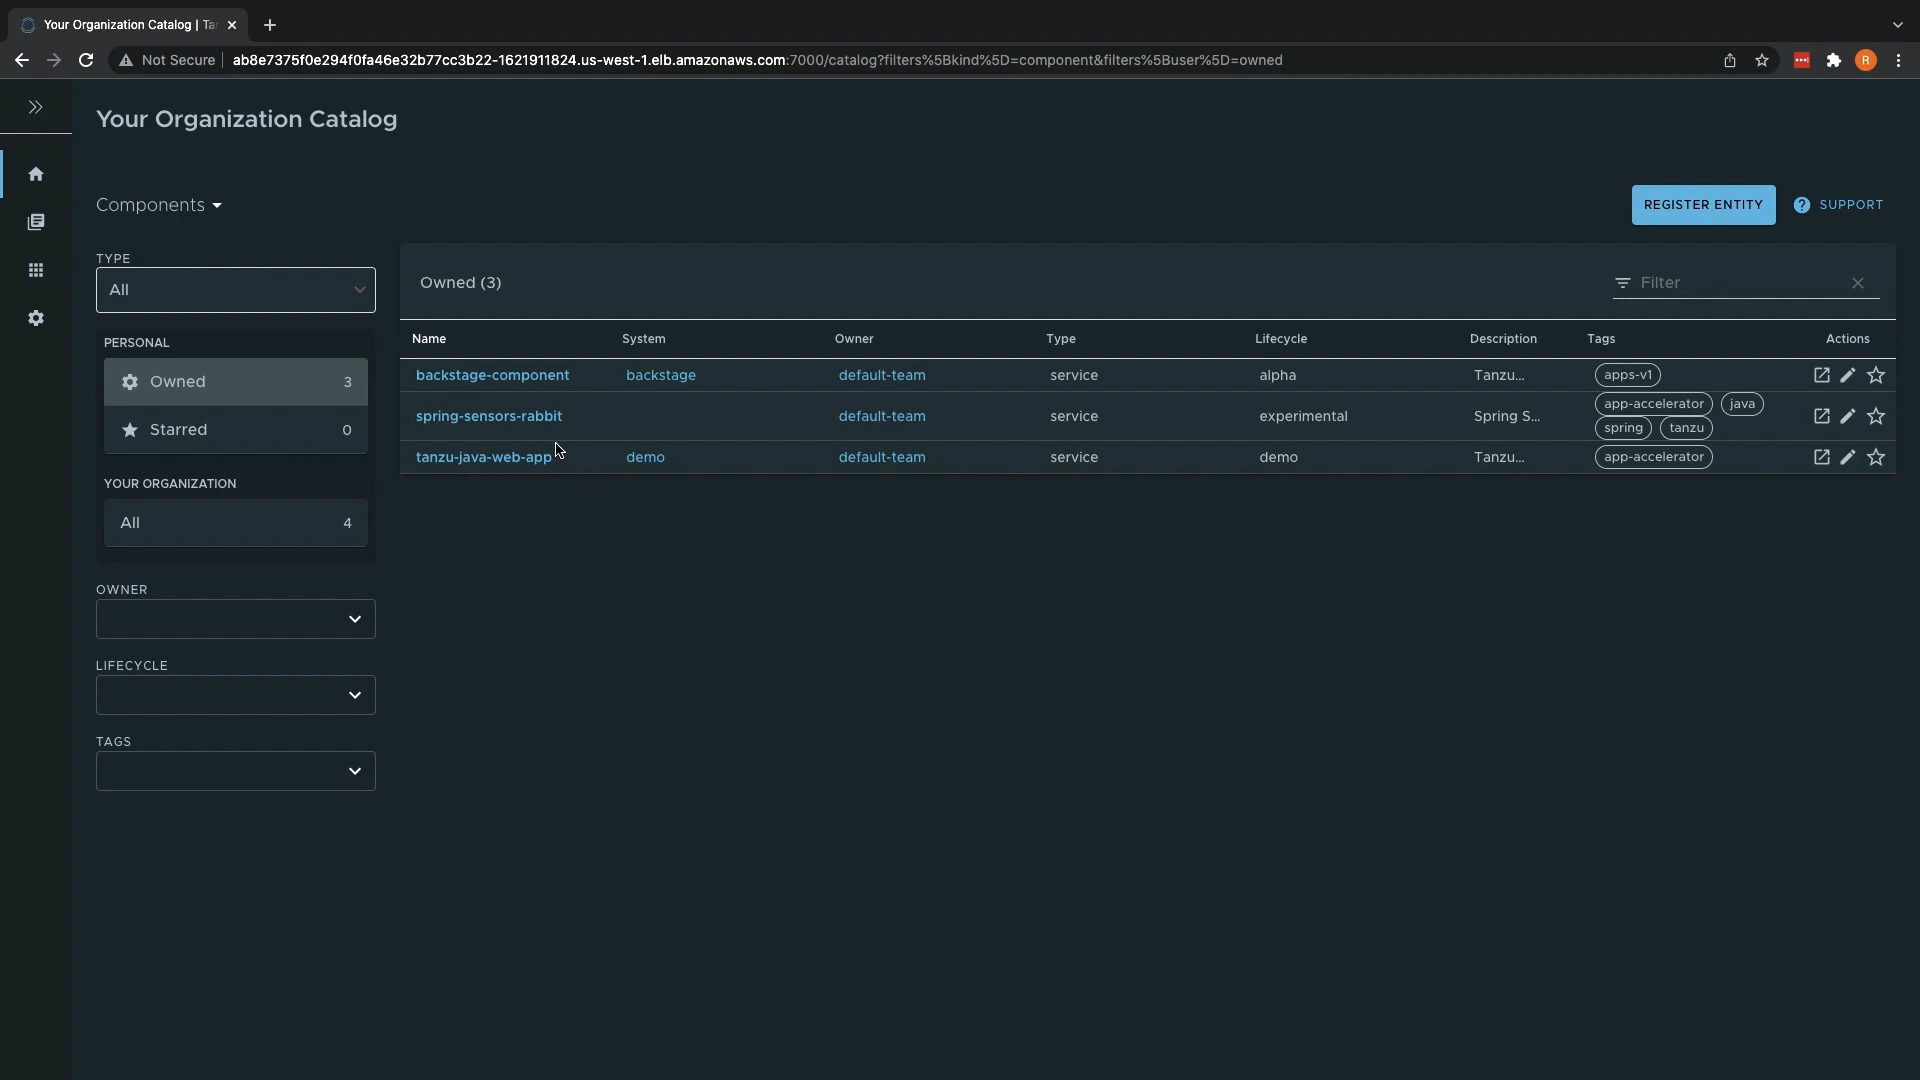 Your Organization Catalog | Tan
Not Secure ab8e7375f0e294f0fa46e32b77cc3b22-1621911824.us-west-1.elb.amazonaws.com:7000/catalog?filters%5Bkind%5D=component&filters%5Buser%5D=owned
R
Your Organization Catalog
Components
REGISTER ENTITY
SUPPORT
TYPE
All
PERSONAL
Owned 3
Starred 0
YOUR ORGANIZATION
All 4
OWNER
LIFECYCLE
TAGS
Owned (3)
Filter
Name System Owner Type Lifecycle Description Tags Actions
backstage-component backstage default-team service alpha Tanzu... apps-v1
spring-sensors-rabbit default-team service experimental Spring S... app-accelerator java
spring tanzu
tanzu-java-web-app demo default-team service demo Tanzu... app-accelerator